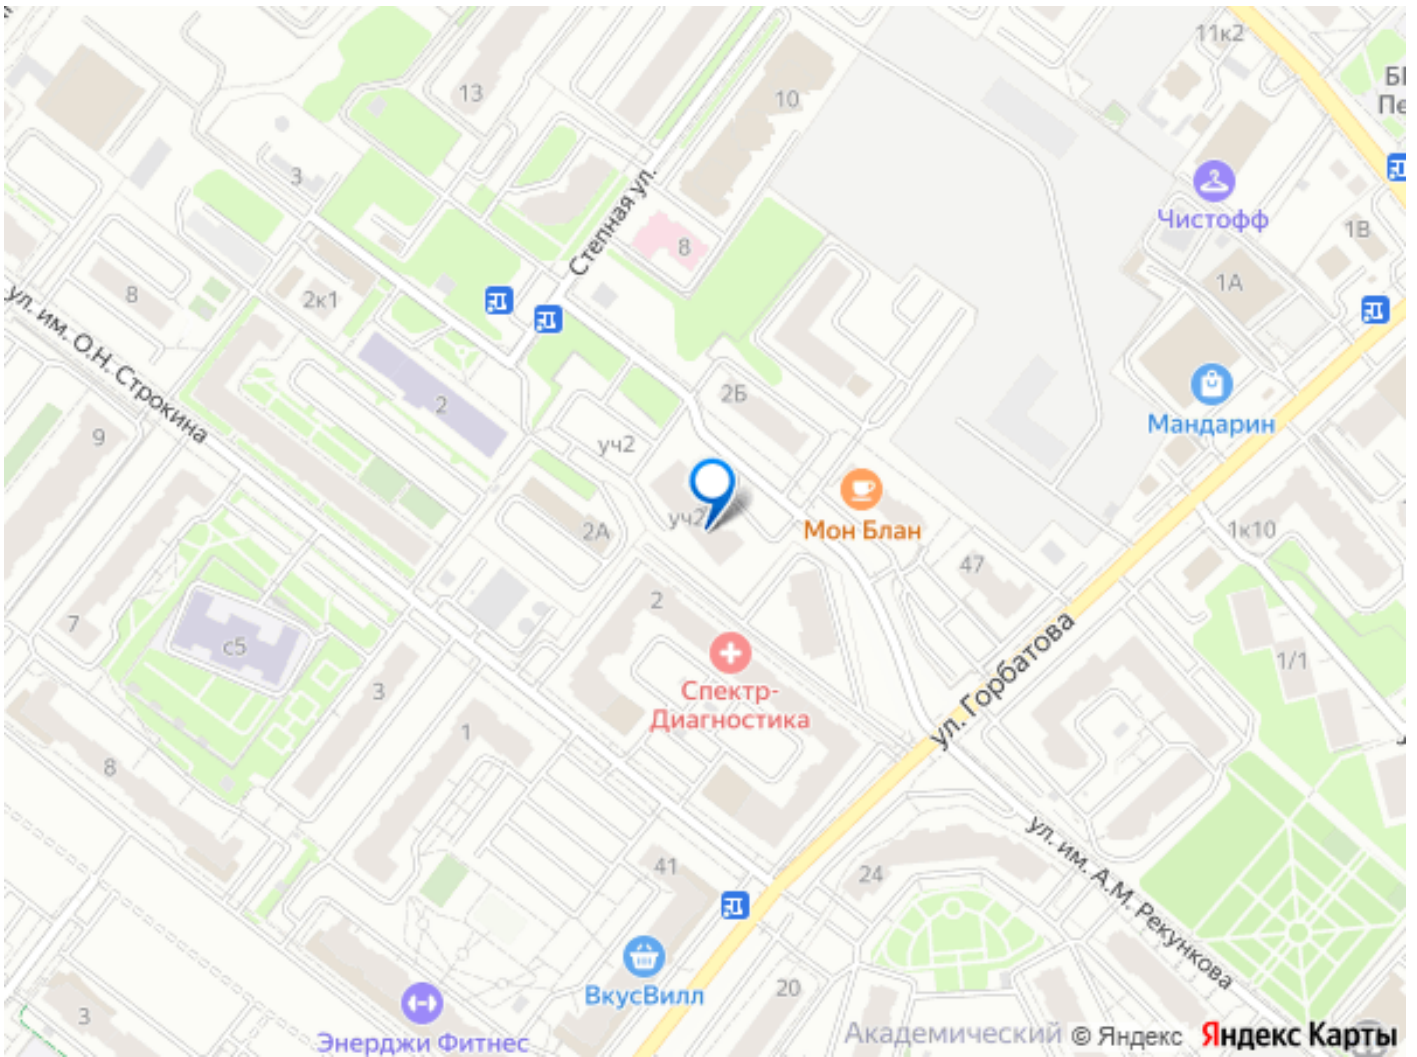 11к2
13
10
Чистофф
3
Степная ул.
8
1В
1А
8
2к1
ул. им. О.Н. Строкина
2Б
2
Мандарин
9
уч2
уч2
2А
Мон Блан
1к10
47
2
7
с5
1/1
3
Спектр-
Диагностика
ул. Горбатова
1
8
41
24
ул. им. А.М. Рекункова
ВкусВилл
20
3
Энерджи Фитнес
Академический
© Яндекс Яндекс Карты